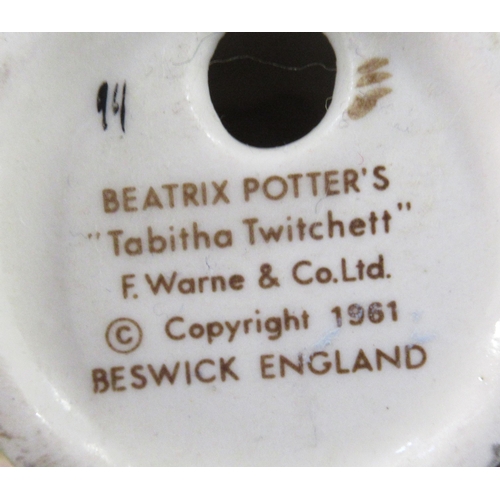 BEATRIX POTTER'S
"Tabitha Twitchett"
F. Warne & Co. Ltd.
© Copyright 1961
BESWICK ENGLAND